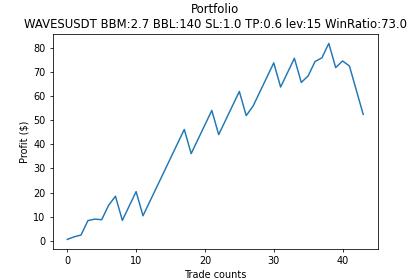 Portfolio
WAVESUSDT BBM:2.7 BBL:140 SL:1.0 TP:0.6 lev:15 WinRatio:73.0
80
70
60
50
40
30
20
10
0
Profit ($)
0 10 20 30 40
Trade counts